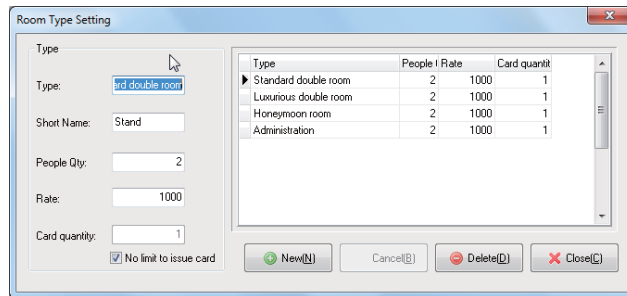 Room Type Setting
Type
Type: ard double room
Short Name: Stand
People Qty: 2
Rate: 1000
Card quantity: 1
No limit to issue card
Type People Rate Card quantit
Standard double room 2 1000 1
Luxurious double room 2 1000 1
Honeymoon room 2 1000 1
Administration 2 1000 1
New(N) Cancel(B) Delete(D) Close(C)